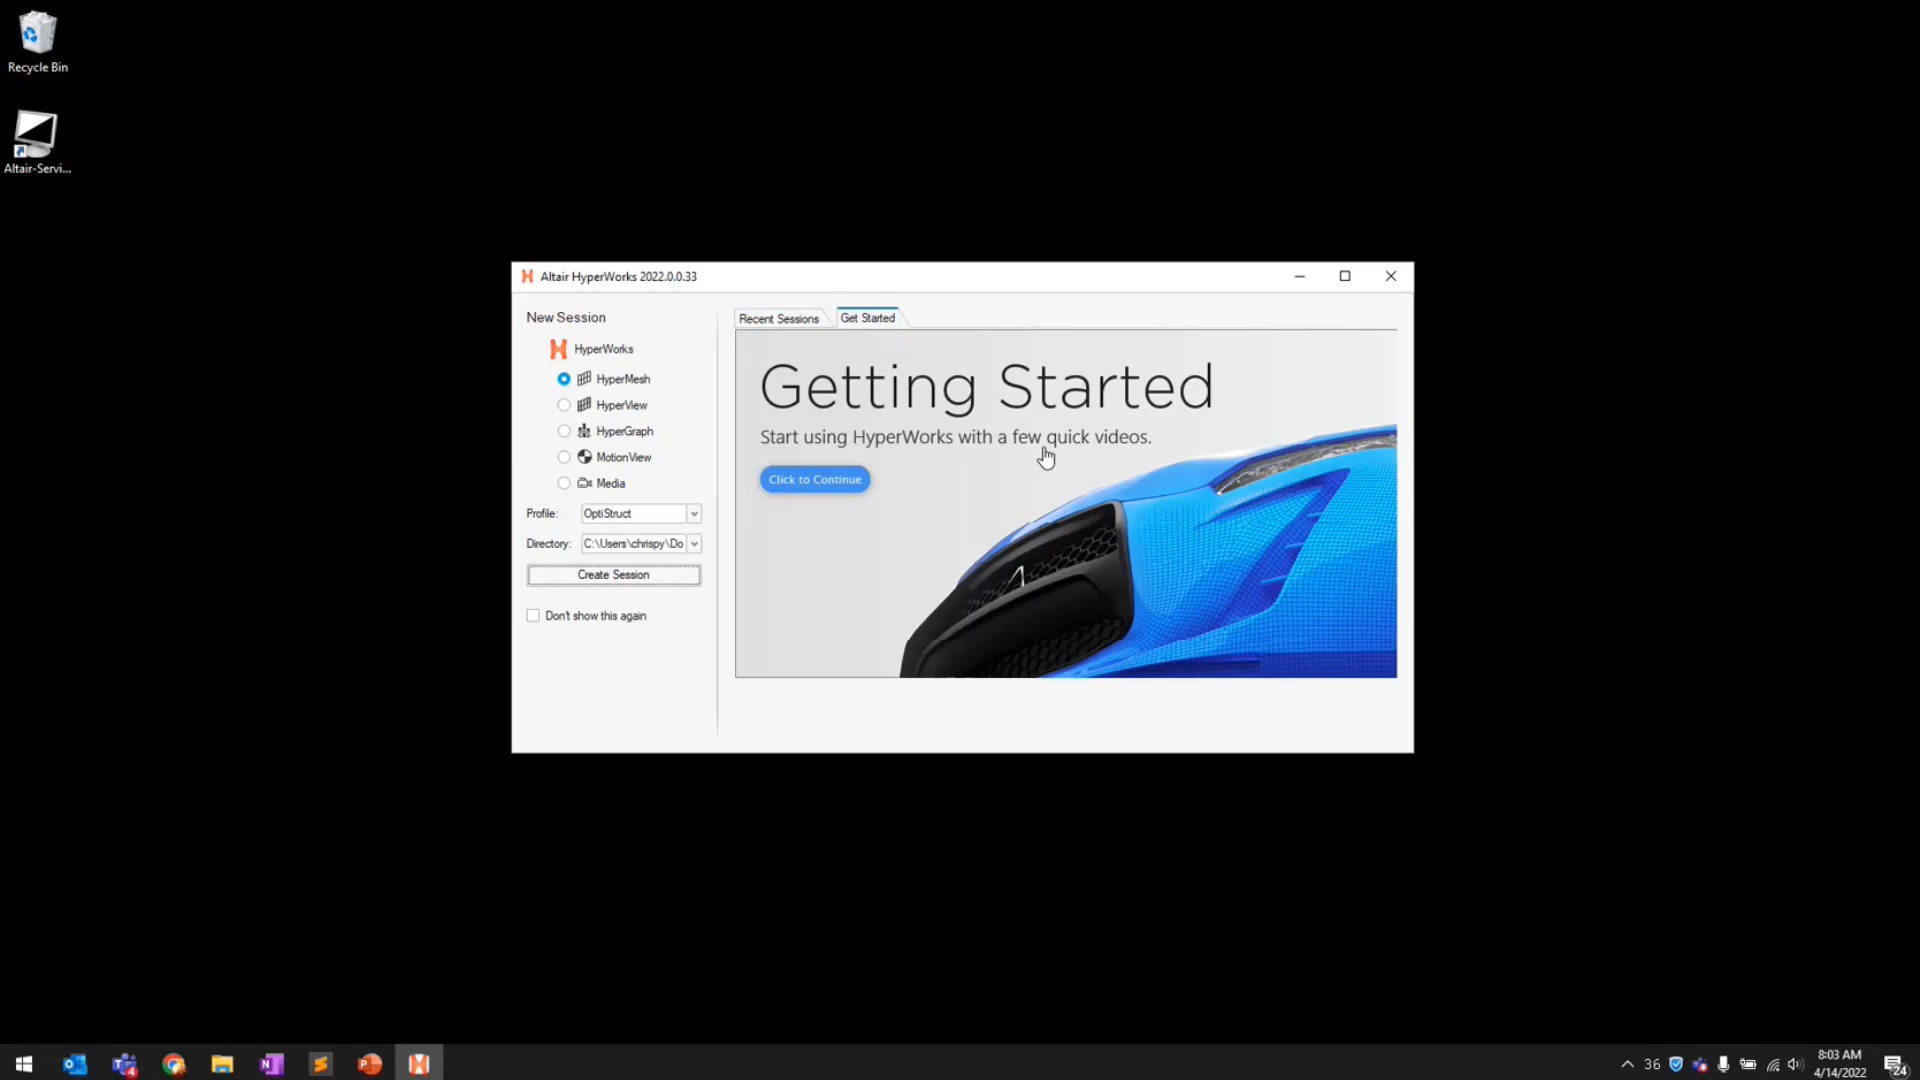 Recycle Bin
Altair-Servi...
Altair HyperWorks 2022.0.0.33
New Session
HyperWorks
HyperMesh
HyperView
HyperGraph
MotionView
Media
Profile: OptiStruct
Directory: C:\Users\chrispy\Do
Create Session
Don't show this again
Recent Sessions
Get Started
Getting Started
Start using HyperWorks with a few quick videos.
Click to Continue
4
36
8:03 AM
4/14/2022
24